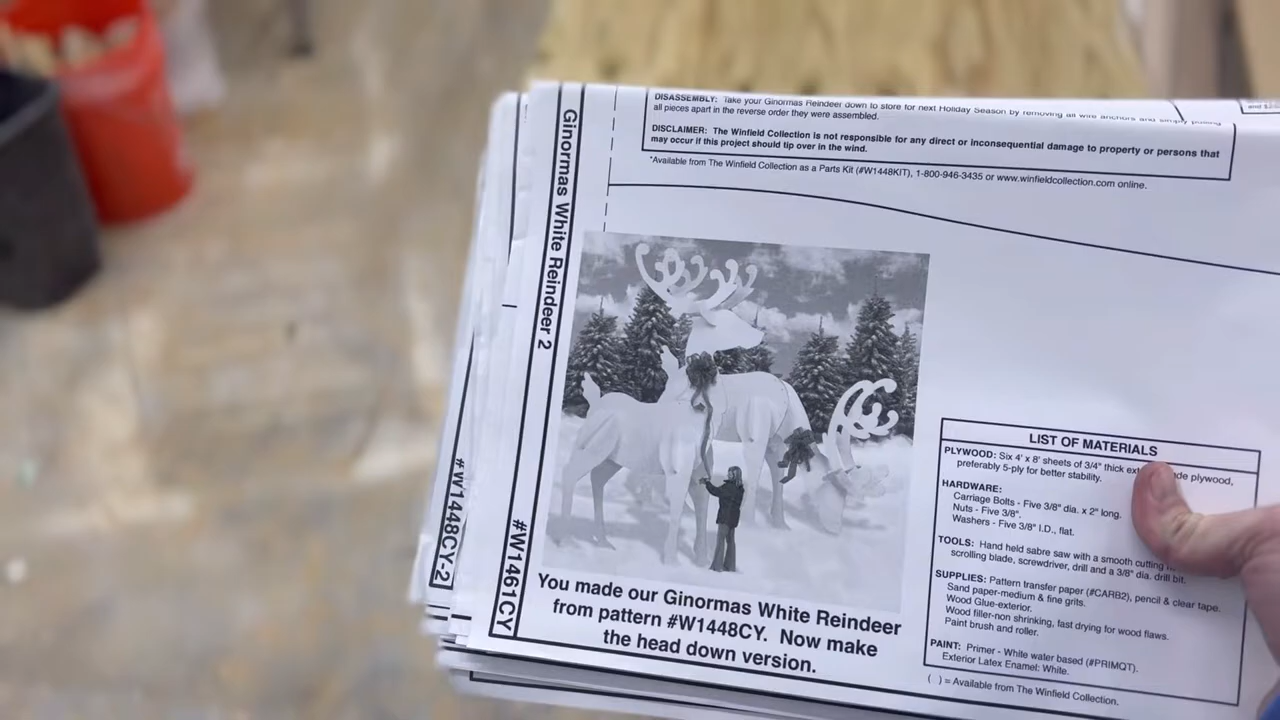 DISASSEMBLY: Take your Ginormas Reindeer down to store for next Holiday Season by removing all wire anchors and simply pulling
all pieces apart in the reverse order they were assembled.
DISCLAIMER: The Winfield Collection is not responsible for any direct or inconsequential damage to property or persons that
may occur if this project should tip over in the wind.
*Available from The Winfield Collection as a Parts Kit (#W1448KIT), 1-800-946-3435 or www.winfieldcollection.com online.
Ginormas White Reindeer 2
#W1461CY
#W1448CY-2
You made our Ginormas White Reindeer
from pattern #W1448CY. Now make
the head down version.
LIST OF MATERIALS
PLYWOOD: Six 4' x 8' sheets of 3/4" thick plywood,
preferably 5-ply for better stability.
HARDWARE:
Carriage Bolts - Five 3/8" dia. x 2" long.
Nuts - Five 3/8".
Washers - Five 3/8" I.D., flat.
TOOLS: Hand held sabre saw with a smooth cutting
scrolling blade, screwdriver, drill and a 3/8" dia. drill bit.
SUPPLIES: Pattern transfer paper (#CARB2), pencil & clear tape.
Sand paper-medium & fine grits.
Wood Glue-exterior.
Wood filler-non shrinking, fast drying for wood flaws.
Paint brush and roller.
PAINT: Primer - White water based (#PRIMQT).
Exterior Latex Enamel: White.
( ) = Available from The Winfield Collection.